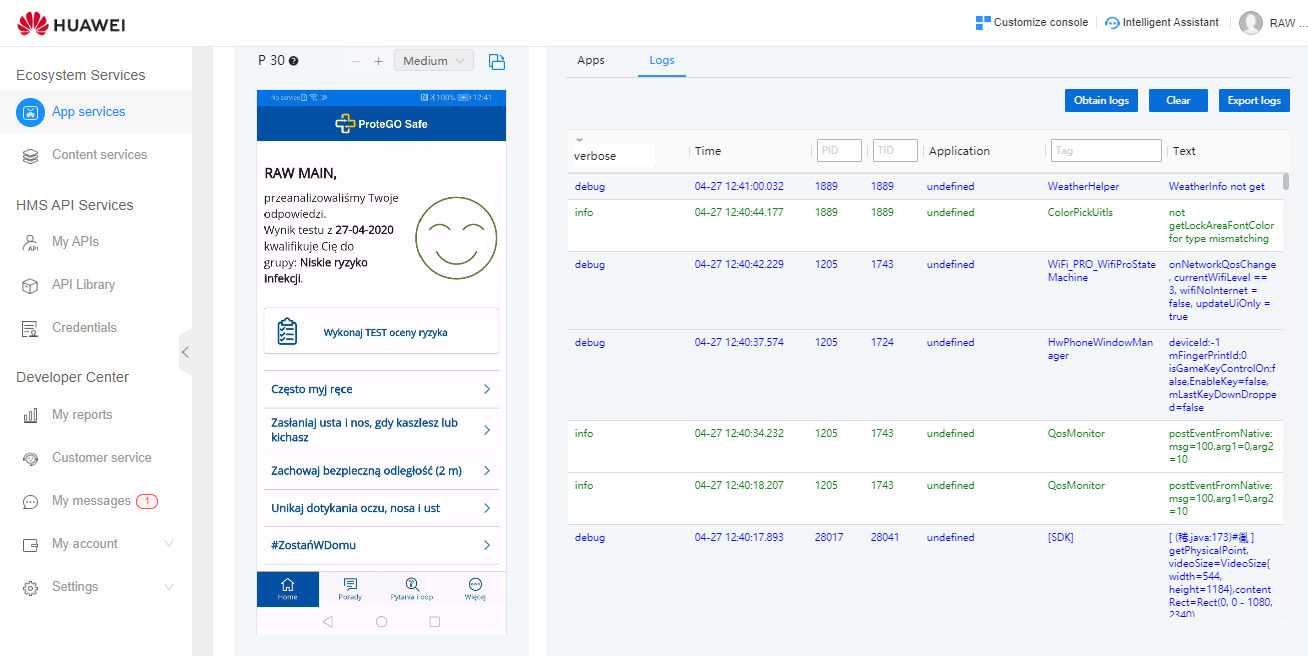 HUAWEI
Customize console
Intelligent Assistant
RAW ...
Ecosystem Services
App services
Content services
HMS API Services
My APIs
API Library
Credentials
Developer Center
My reports
Customer service
My messages
1
My account
Settings
P 30
Medium
No service
100%
12:41
ProteGO Safe
RAW MAIN,
przeanalizowaliśmy Twoje
odpowiedzi.
Wynik testu z 27-04-2020
kwalifikuje Cię do
grupy: Niskie ryzyko
infekcji.
Wykonaj TEST oceny ryzyka
Często myj ręce
Zasłaniaj usta i nos, gdy kaszlesz lub
kichasz
Zachowaj bezpieczną odległość (2 m)
Unikaj dotykania oczu, nosa i ust
#ZostańWDomu
Home
Porady
Pytania i odp.
Więcej
Apps
Logs
Obtain logs
Clear
Export logs
verbose
Time
PID
TID
Application
Tag
Text
debug
04-27 12:41:00.032
1889
1889
undefined
WeatherHelper
WeatherInfo not get
info
04-27 12:40:44.177
1889
1889
undefined
ColorPickUitls
not
getLockAreaFontColor
for type mismatching
debug
04-27 12:40:42.229
1205
1743
undefined
WiFi_PRO_WifiProState
Machine
onNetworkQosChange
, currentWifiLevel ==
3, wifiNoInternet =
false, updateUiOnly =
true
debug
04-27 12:40:37.574
1205
1724
undefined
HwPhoneWindowMan
ager
deviceId:-1
mFingerPrintId:0
isGameKeyControlOn:f
alse,EnableKey=false,
mLastKeyDownDroppe
d=false
info
04-27 12:40:34.232
1205
1743
undefined
QosMonitor
postEventFromNative:
msg=100,arg1=0,arg2
=10
info
04-27 12:40:18.207
1205
1743
undefined
QosMonitor
postEventFromNative:
msg=100,arg1=0,arg2
=10
debug
04-27 12:40:17.893
28017
28041
undefined
[SDK]
java:173)#
getPhysicalPoint,
videoSize=VideoSize{
width=544,
height=1184},content
Rect=Rect(0, 0 - 1080,
2340)